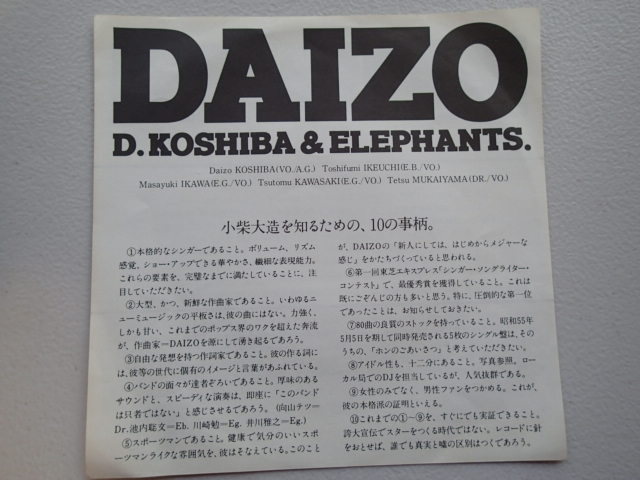 DAIZO
D. KOSHIBA & ELEPHANTS.
Daizo KOSHIBA(VO./A.G.) Toshifumi IKEUCHI(E.B./VO.)
Masayuki IKAWA(E.G./VO.) Tsutomu KAWASAKI(E.G./VO.) Tetsu MUKAIYAMA(DR./VO.)
小柴大造を知るための、10の事柄。
①本格的なシンガーであること。ボリューム、リズム
感覚、ショー・アップできる華やかさ、繊細な表現能力。
これらの要素を、完璧なまでに満たしていることに、注
目していただきたい。
②大型、かつ、新鮮な作曲家であること。いわゆるニ
ューミュージックの平板さは、彼の曲にはない。力強く、
しかも甘い、これまでのポップス界のワクを超えた奔流
が、作曲家=DAIZOを源にして湧き起るであろう。
③自由な発想を持つ作詞家であること。彼の作る詞に
は、彼等の世代に偶有のイメージと言葉があふれている。
④バンドの面々が達者ぞろいであること。厚味のある
サウンドと、スピーディな演奏は、即座に「このバンド
は只者ではない」と感じさせるであろう。(向山テツ=
Dr.池内聡文=Eb. 川崎勉=Eg. 井川雅之=Eg.)
⑤スポーツマンであること。健康で気分のいいスポ
ーツマンライクな雰囲気を、彼はそなえている。このこと
が、DAIZOの「新人にしては、はじめからメジャーな
感じ」をかたちづくっていると思われる。
⑥第一回東芝エキスプレス「シンガー・ソングライター・
コンテスト」で、最優秀賞を獲得していること。これは
既にごぞんじの方も多いと思う。特に、圧倒的な第一位
であったことは、お知らせしておきたい。
⑦80曲の良質のストックを持っていること。昭和55年
5月5日を期して同時発売される5枚のシングル盤は、そ
のうちの、「ホンのごあいさつ」と考えていただきたい。
⑧アイドル性も、十二分にあること。写真参照。ロー
カル局でのDJを担当しているが、人気抜群である。
⑨女性のみでなく、男性ファンをつかめる。これが、
彼の本格派の証明といえる。
⑩これまでの①〜⑨を、すぐにでも実証できること。
誇大宣伝でスターをつくる時代ではない。レコードに針
をおとせば、誰でも真実と嘘の区別はつくであろう。